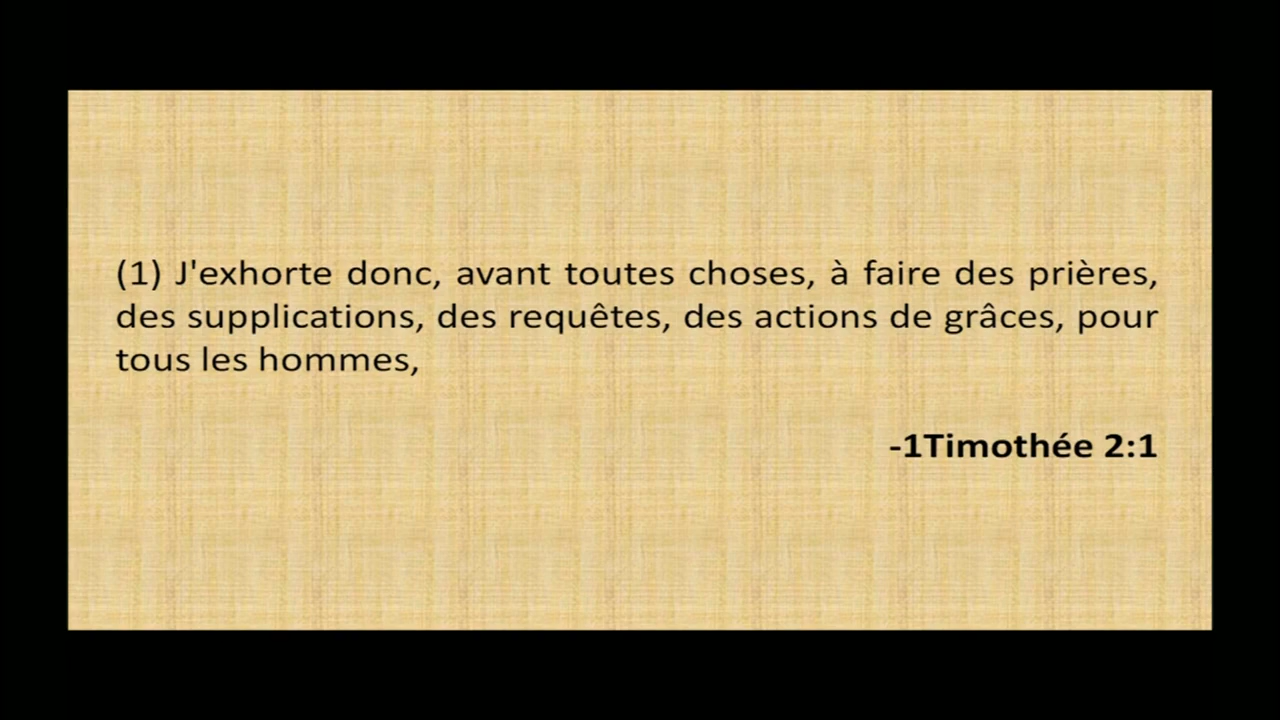 (1) J'exhorte donc, avant toutes choses, à faire des prières,
des supplications, des requêtes, des actions de grâces, pour
tous les hommes,
-1Timothée 2:1